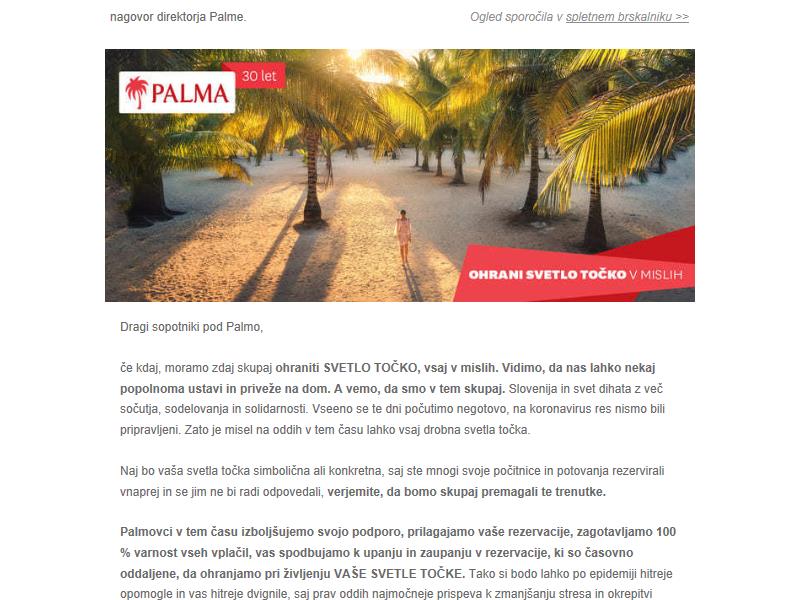 nagovor direktorja Palme.
Ogled sporočila v spletnem brskalniku >>
PALMA
30 let
OHRANI SVETLO TOČKO V MISLIH
Dragi sopotniki pod Palmo,
če kdaj, moramo zdaj skupaj ohraniti SVETLO TOČKO, vsaj v mislih. Vidimo, da nas lahko nekaj
popolnoma ustavi in priveže na dom. A vemo, da smo v tem skupaj. Slovenija in svet dihata z več
sočutja, sodelovanja in solidarnosti. Vseeno se te dni počutimo negotovo, na koronavirus res nismo bili
pripravljeni. Zato je misel na oddih v tem času lahko vsaj drobna svetla točka.
Naj bo vaša svetla točka simbolična ali konkretna, saj ste mnogi svoje počitnice in potovanja rezervirali
vnaprej in se jim ne bi radi odpovedali, verjemite, da bomo skupaj premagali te trenutke.
Palmovci v tem času izboljšujemo svojo podporo, prilagajamo vaše rezervacije, zagotavljamo 100
% varnost vseh vplačil, vas spodbujamo k upanju in zaupanju v rezervacije, ki so časovno
oddaljene, da ohranjamo pri življenju VAŠE SVETLE TOČKE. Tako si bodo lahko po epidemiji hitreje
opomogle in vas hitreje dvignile, saj prav oddih najmočneje prispeva k zmanjšanju stresa in okrepitvi